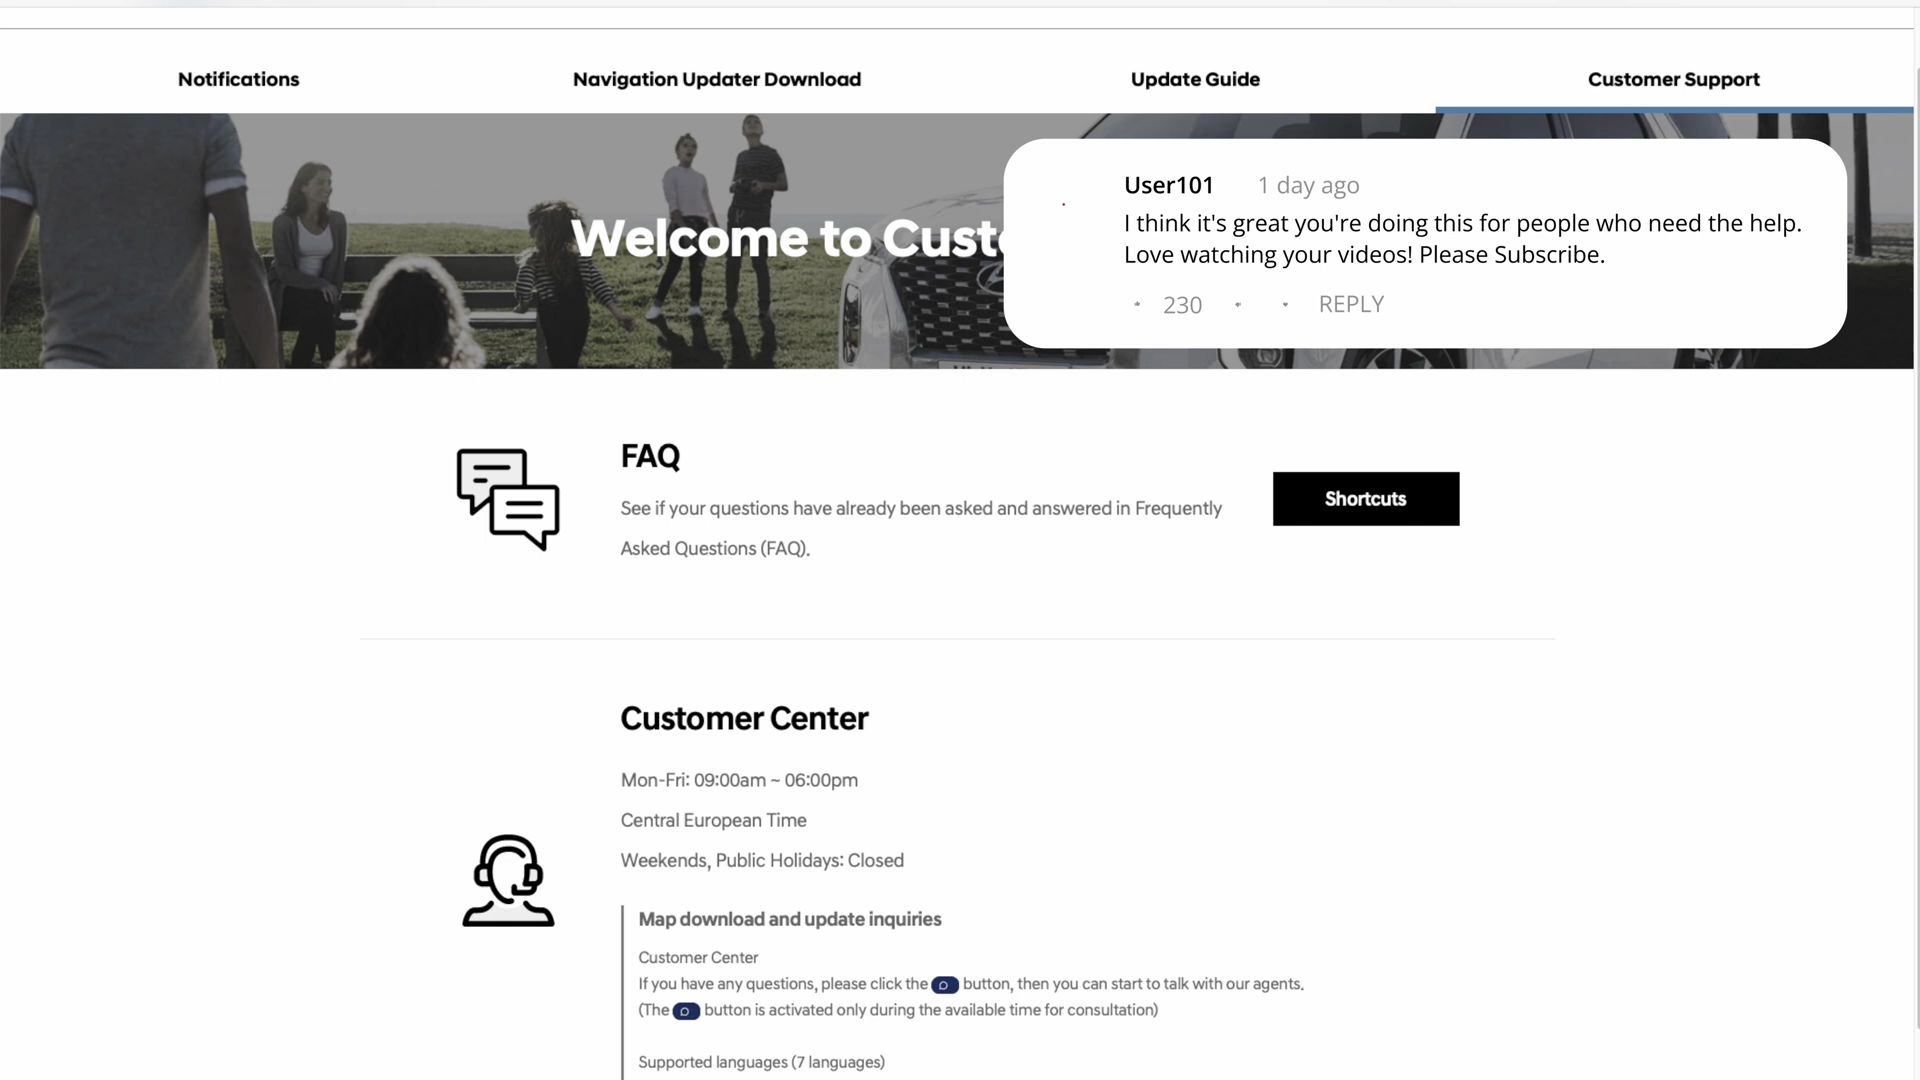 Notifications
Navigation Updater Download
Update Guide
Customer Support
Welcome to
User101 1 day ago
I think it's great you're doing this for people who need the help.
Love watching your videos! Please Subscribe.
230 REPLY
FAQ
See if your questions have already been asked and answered in Frequently
Asked Questions (FAQ).
Shortcuts
Customer Center
Mon-Fri: 09:00am ~ 06:00pm
Central European Time
Weekends, Public Holidays: Closed
Map download and update inquiries
Customer Center
If you have any questions, please click the button, then you can start to talk with our agents.
(The button is activated only during the available time for consultation)
Supported languages (7 languages)